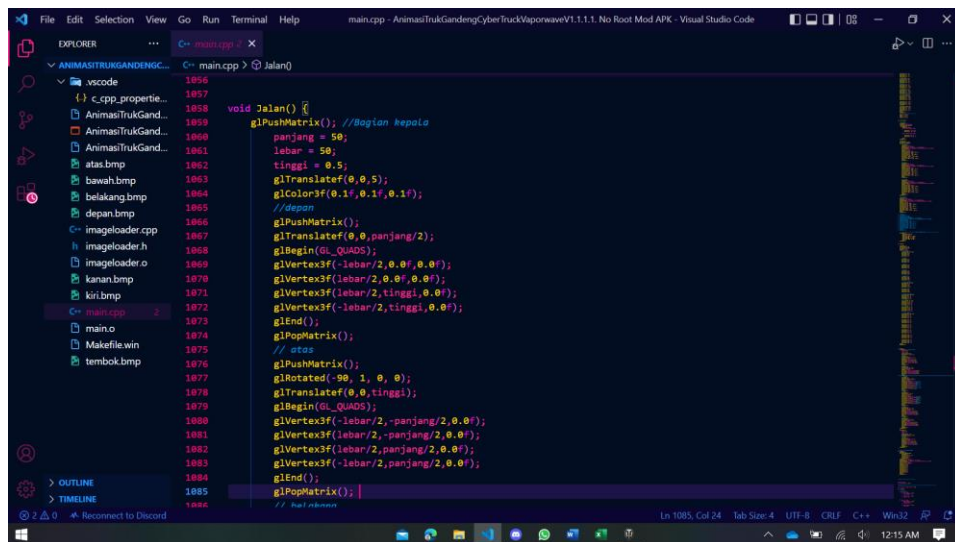 File Edit Selection View Go Run Terminal Help main.cpp - AnimasiTrukGandengCyberTruckVaporwaveV1.1.1.1. No Root Mod APK - Visual Studio Code
EXPLORER ... main.cpp 2
ANIMASITRUKGANDENGC... main.cpp > Jalan()
.vscode
c_cpp_propertie...
AnimasiTrukGand...
AnimasiTrukGand...
AnimasiTrukGand...
atas.bmp
bawah.bmp
belakang.bmp
depan.bmp
imageloader.cpp
imageloader.h
imageloader.o
kanan.bmp
kiri.bmp
main.cpp 2
main.o
Makefile.win
tembok.bmp
OUTLINE
TIMELINE
1056
1057
1058 void Jalan() {
1059 glPushMatrix(); //Bagian kepala
1060 panjang = 50;
1061 lebar = 50;
1062 tinggi = 0.5;
1063 glTranslatef(0,0,5);
1064 glColor3f(0.1f,0.1f,0.1f);
1065 //depan
1066 glPushMatrix();
1067 glTranslatef(0,0,panjang/2);
1068 glBegin(GL_QUADS);
1069 glVertex3f(-lebar/2,0.0f,0.0f);
1070 glVertex3f(lebar/2,0.0f,0.0f);
1071 glVertex3f(lebar/2,tinggi,0.0f);
1072 glVertex3f(-lebar/2,tinggi,0.0f);
1073 glEnd();
1074 glPopMatrix();
1075 // atas
1076 glPushMatrix();
1077 glRotated(-90, 1, 0, 0);
1078 glTranslatef(0,0,tinggi);
1079 glBegin(GL_QUADS);
1080 glVertex3f(-lebar/2,-panjang/2,0.0f);
1081 glVertex3f(lebar/2,-panjang/2,0.0f);
1082 glVertex3f(lebar/2,panjang/2,0.0f);
1083 glVertex3f(-lebar/2,panjang/2,0.0f);
1084 glEnd();
1085 glPopMatrix();
1086 // belakang
2 0 Reconnect to Discord Ln 1085, Col 24 Tab Size: 4 UTF-8 CRLF C++ Win32
12:15 AM